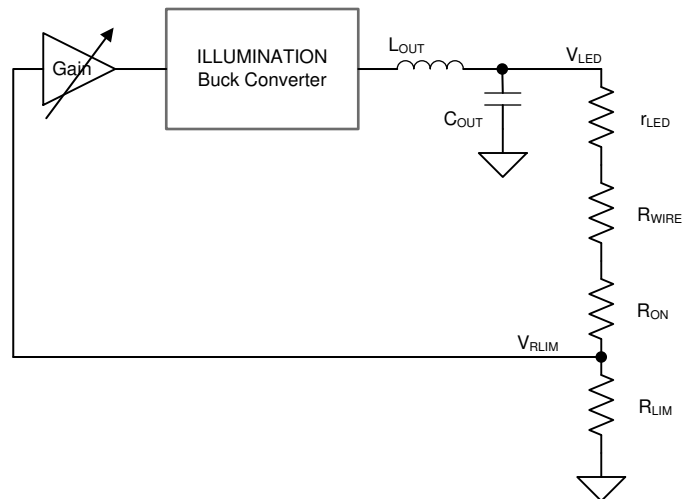 Gain
ILLUMINATION
Buck Converter
LOUT
COUT
VLED
rLED
RWIRE
RON
VRLIM
RLIM